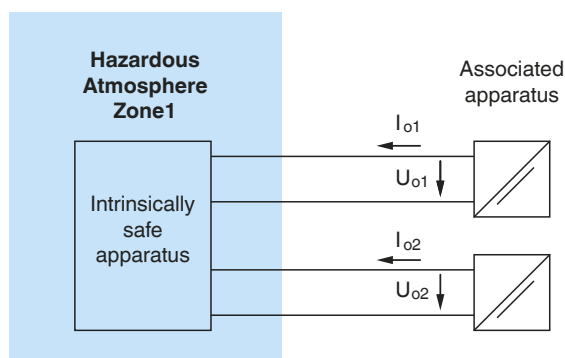 Hazardous
Atmosphere
Zone1
Associated
apparatus
Intrinsically
safe
apparatus
Io1
Uo1
Io2
Uo2